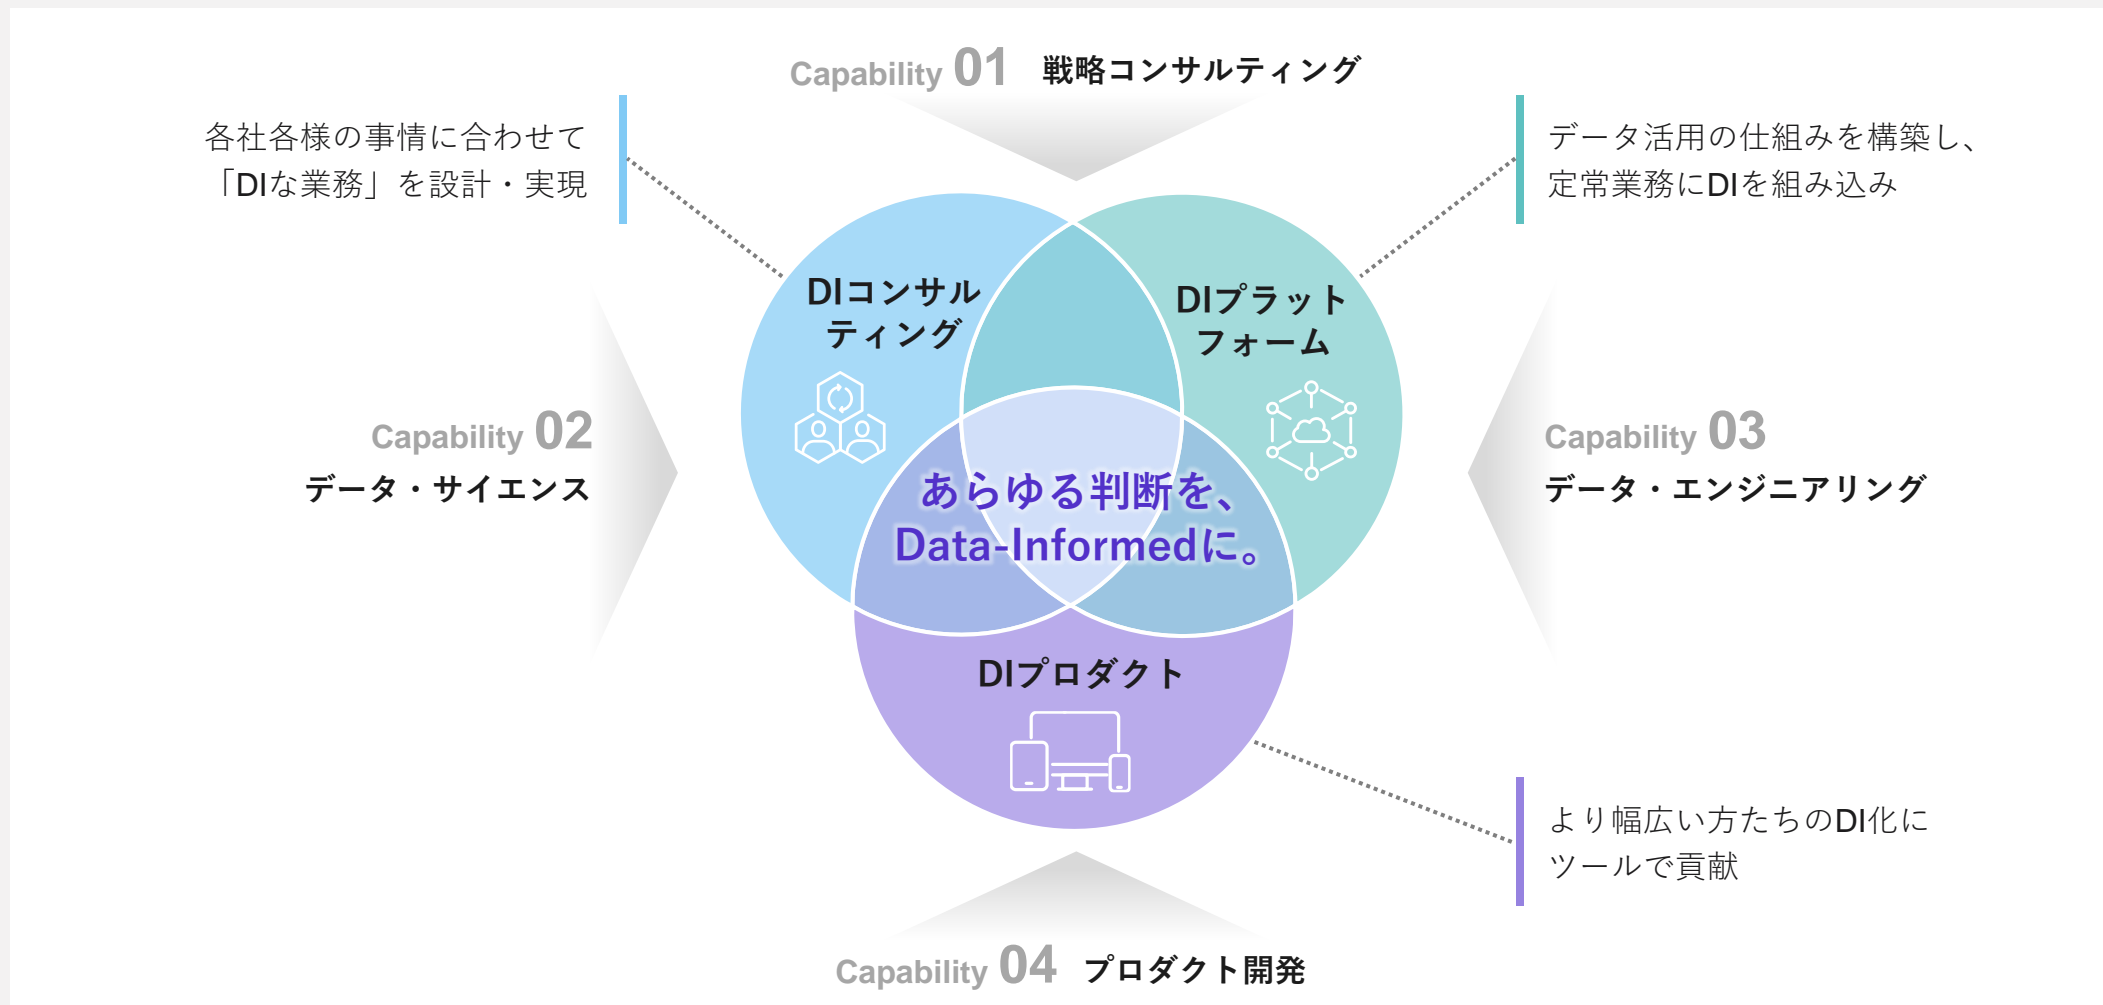 Capability 01 戦略コンサルティング
各社各様の事情に合わせて
「DIな業務」を設計・実現
データ活用の仕組みを構築し、
定常業務にDIを組み込み
DIコンサル
ティング
DIプラット
フォーム
Capability 02
データ・サイエンス
Capability 03
データ・エンジニアリング
あらゆる判断を、
Data-Informedに。
DIプロダクト
より幅広い方たちのDI化に
ツールで貢献
Capability 04 プロダクト開発